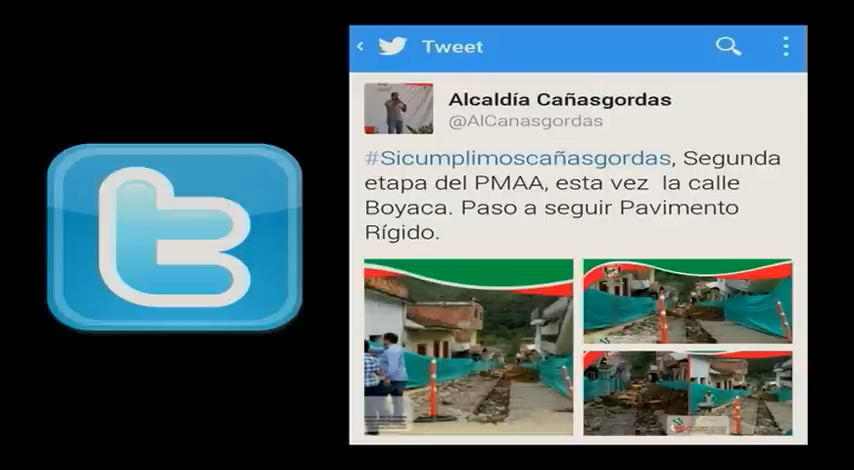 Tweet
Alcaldía Cañasgordas
@AlCanasgordas
#Sicumplimoscañasgordas, Segunda
etapa del PMAA, esta vez la calle
Boyaca. Paso a seguir Pavimento
Rígido.